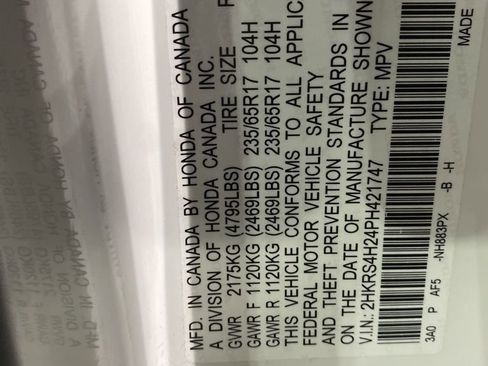 MFD. IN CANADA BY HONDA OF CANADA
A DIVISION OF HONDA CANADA INC.
GVWR 2175KG (4795LBS) TIRE SIZE
GAWR F 1120KG (2469LBS) 235/65R17 104H
GAWR R 1120KG (2469LBS) 235/65R17 104H
THIS VEHICLE CONFORMS TO ALL APPLIC
FEDERAL MOTOR VEHICLE SAFETY
AND THEFT PREVENTION STANDARDS IN
ON THE DATE OF MANUFACTURE SHOWN
V.I.N.: 2HKRS4H24PH421747 TYPE: MPV
3A0 P AF5 -NH883PX -B -H
MADE